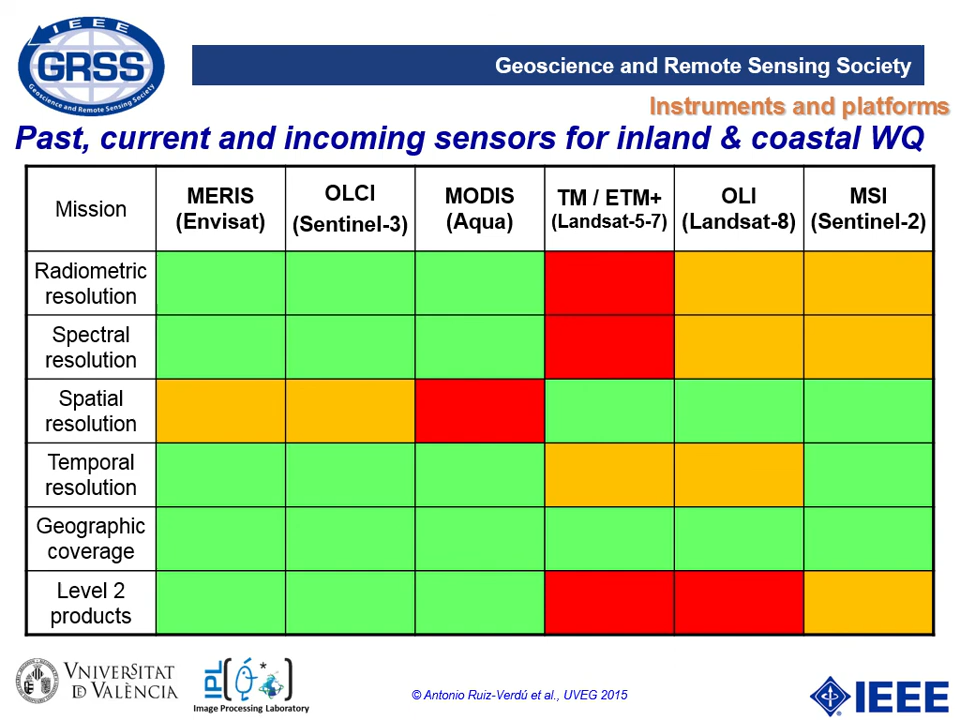 IEEE
GRSS
Geoscience and Remote Sensing Society
Geoscience and Remote Sensing Society
Instruments and platforms
Past, current and incoming sensors for inland & coastal WQ
Mission
MERIS
(Envisat)
OLCI
(Sentinel-3)
MODIS
(Aqua)
TM / ETM+
(Landsat-5-7)
OLI
(Landsat-8)
MSI
(Sentinel-2)
Radiometric
resolution
Spectral
resolution
Spatial
resolution
Temporal
resolution
Geographic
coverage
Level 2
products
VNIVERSITAT
DE VALÈNCIA
IPL
Image Processing Laboratory
© Antonio Ruiz-Verdú et al., UVEG 2015
IEEE